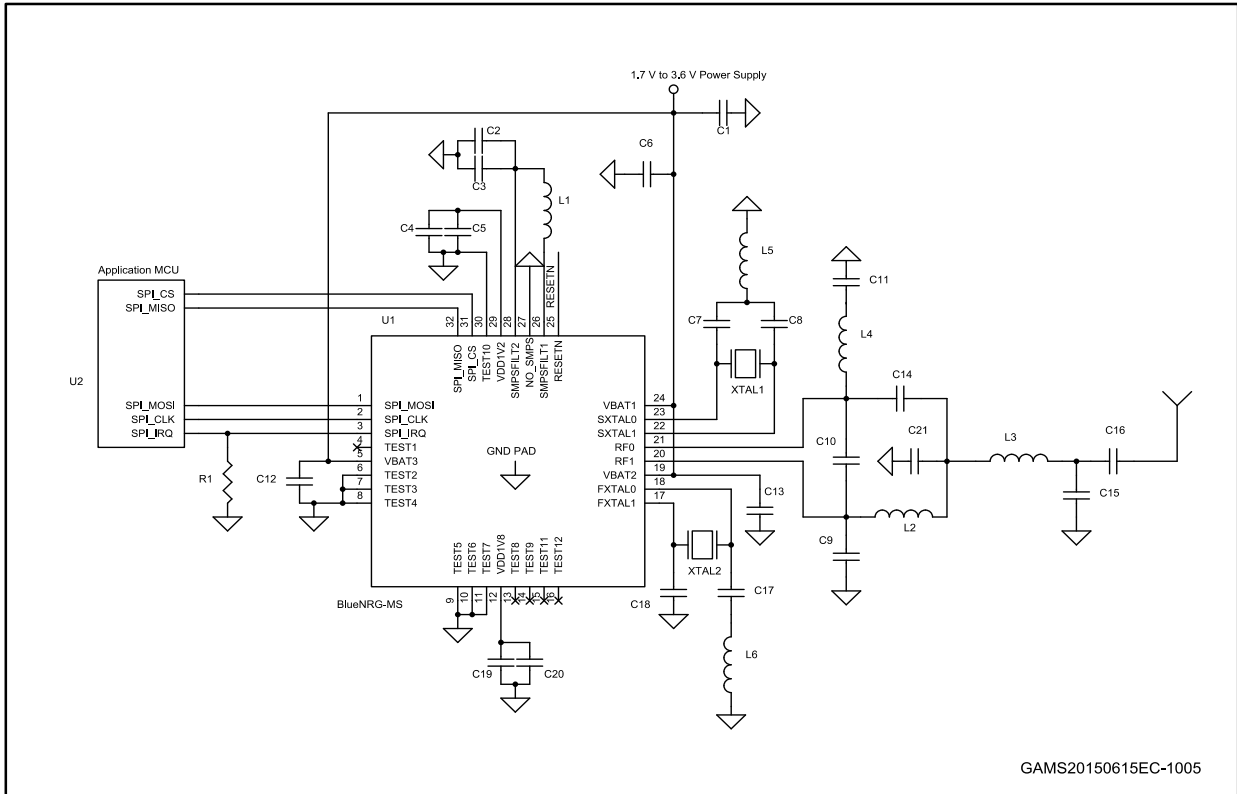 1.7 V to 3.6 V Power Supply
C1
C2
C6
C3
L1
C4
C5
L5
C11
Application MCU
SPI_CS
SPI_MISO
RESETN
U1
32
31
30
29
28
27
26
25
C7
C8
L4
SPI_MISO
SPI_CS
TEST10
VDD1V2
SMPSFILT2
NO_SMPS
SMPSFILT1
RESETN
XTAL1
C14
U2
SPI_MOSI
SPI_CLK
SPI_IRQ
1
2
3
4
5
6
7
8
SPI_MOSI
SPI_CLK
SPI_IRQ
TEST1
VBAT3
TEST2
TEST3
TEST4
GND PAD
VBAT1
SXTAL0
SXTAL1
RF0
RF1
VBAT2
FXTAL0
FXTAL1
24
23
22
21
20
19
18
17
C21
C10
L3
C16
R1
C12
C13
C15
L2
C9
TEST5
TEST6
TEST7
VDD1V8
TEST8
TEST9
TEST11
TEST12
XTAL2
9
10
11
12
13
14
15
16
BlueNRG-MS
C18
C17
C19
C20
L6
GAMS20150615EC-1005